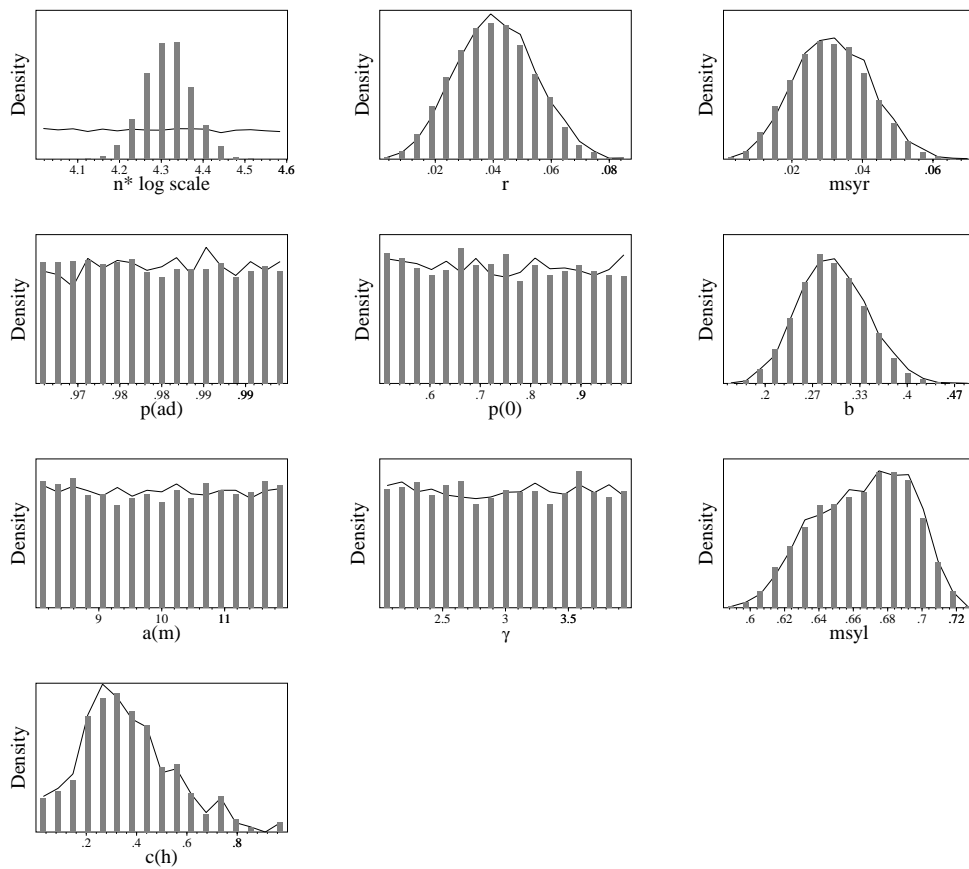 Density
4.1 4.2 4.3 4.4 4.5 4.6
n* log scale
Density
.02 .04 .06 .08
r
Density
.02 .04 .06
msyr
Density
.97 .98 .98 .99 .99
p(ad)
Density
.6 .7 .8 .9
p(0)
Density
.2 .27 .33 .4 .47
b
Density
9 10 11
a(m)
Density
2.5 3 3.5
γ
Density
.6 .62 .64 .66 .68 .7 .72
msyl
Density
.2 .4 .6 .8
c(h)